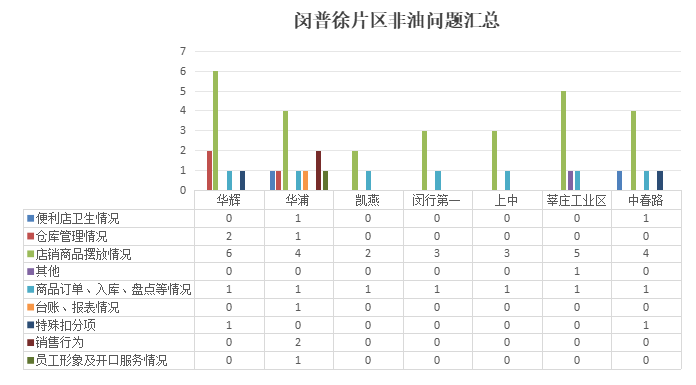 闵普徐片区非油问题汇总
7
6
5
4
3
2
1
0
华辉 华浦 凯燕 闵行第一 上中 莘庄工业区 中春路
便利店卫生情况 0 1 0 0 0 0 1
仓库管理情况 2 1 0 0 0 0 0
店销商品摆放情况 6 4 2 3 3 5 4
其他 0 0 0 0 0 1 0
商品订单、入库、盘点等情况 1 1 1 1 1 1 1
台账、报表情况 0 1 0 0 0 0 0
特殊扣分项 1 0 0 0 0 0 1
销售行为 0 2 0 0 0 0 0
员工形象及开口服务情况 0 1 0 0 0 0 0